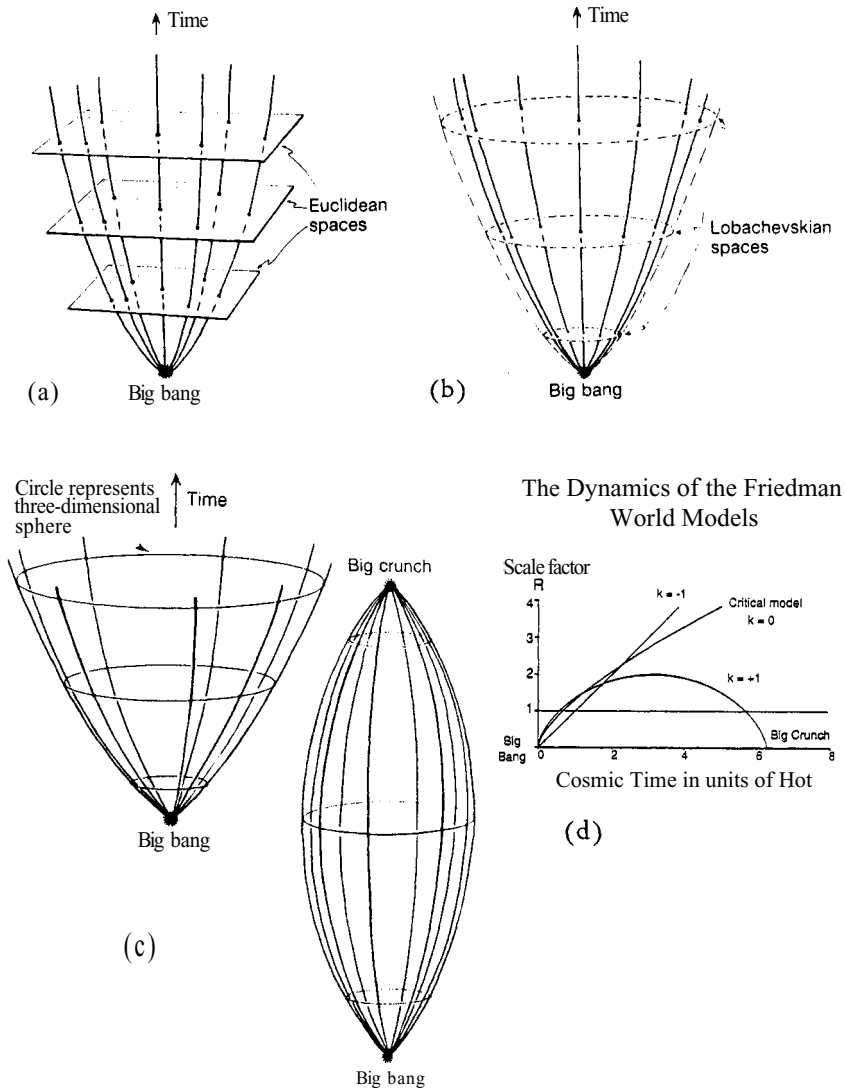 Time
Euclidean
spaces
Big bang
(a)
Time
Lobachevskian
spaces
Big bang
(b)
Circle represents
three-dimensional
sphere
Time
Big bang
(c)
Big crunch
Big bang
The Dynamics of the Friedman
World Models
Scale factor
R
4
3
2
1
Big
Bang
0
2
4
6
8
k = -1
Critical model
k = 0
k = +1
Big Crunch
Cosmic Time in units of Hot
(d)